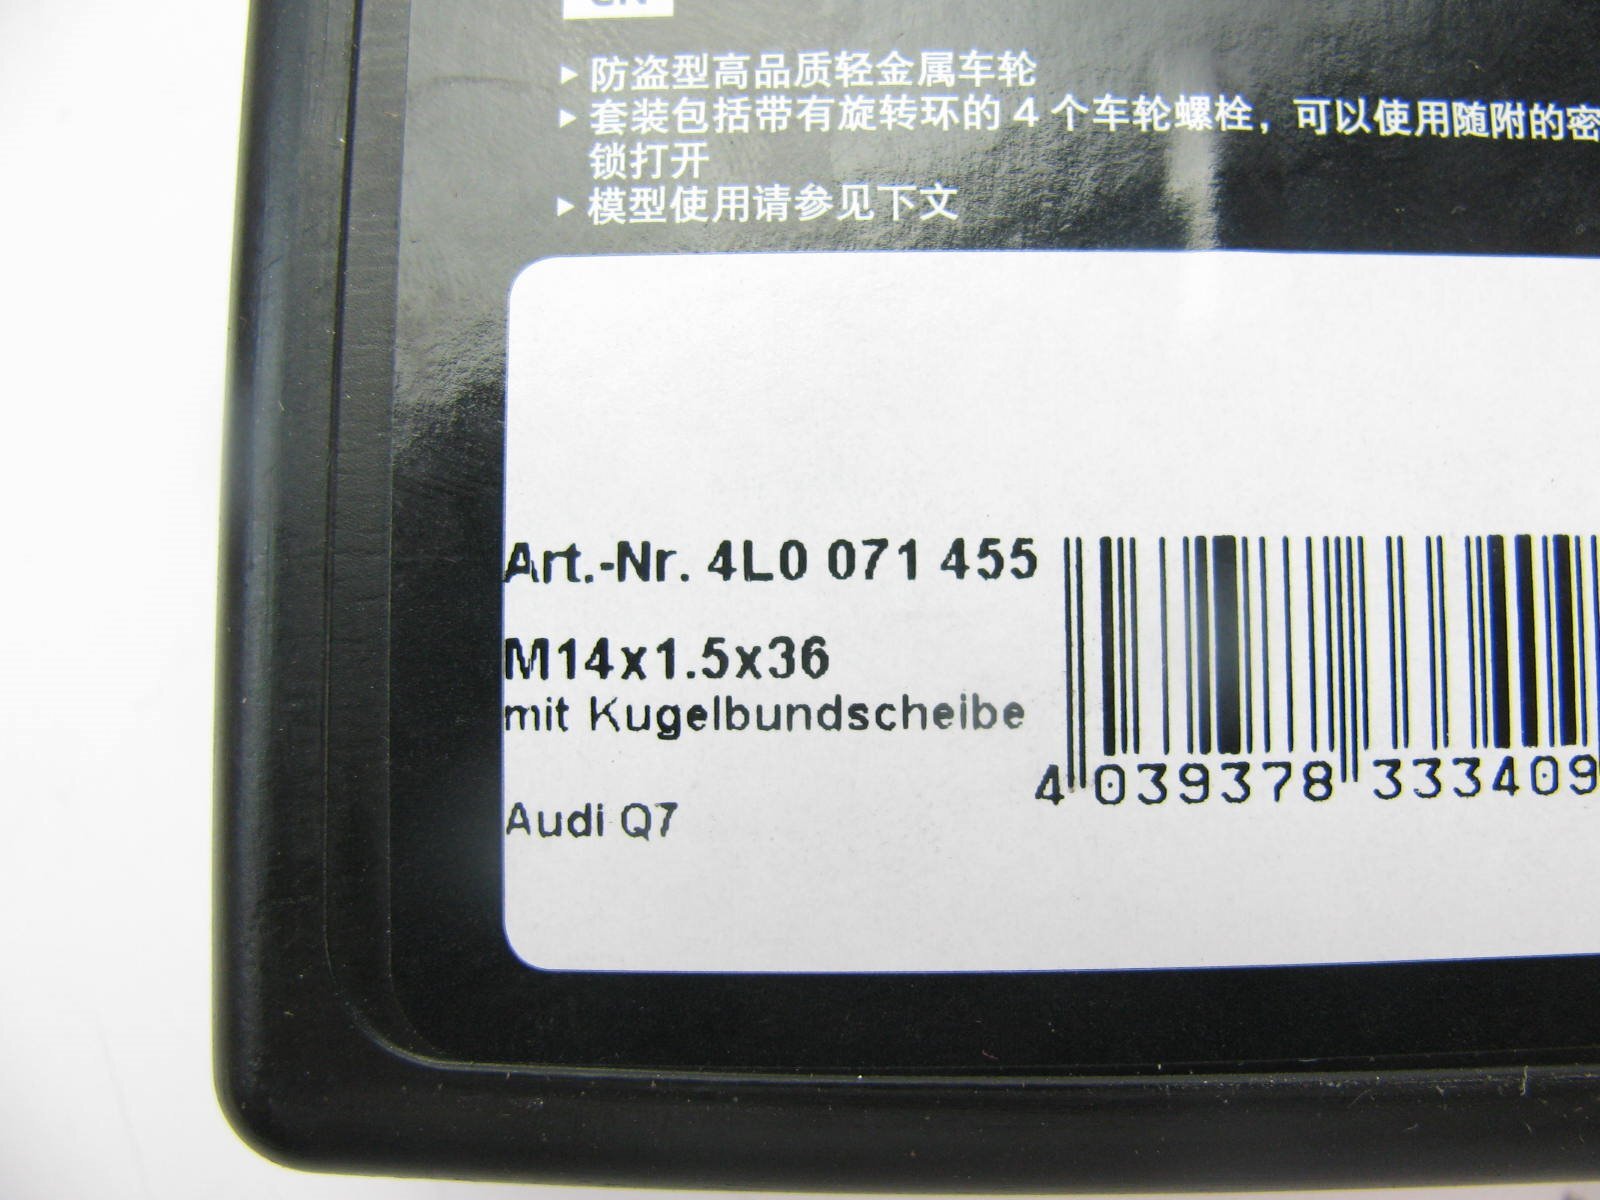 CN
▸ 防盗型高品质轻金属车轮
▸ 套装包括带有旋转环的 4 个车轮螺栓，可以使用随附的密
锁打开
▸ 模型使用请参见下文
Art.-Nr. 4L0 071 455
M14x1.5x36
mit Kugelbundscheibe
4 039378 333409
Audi Q7